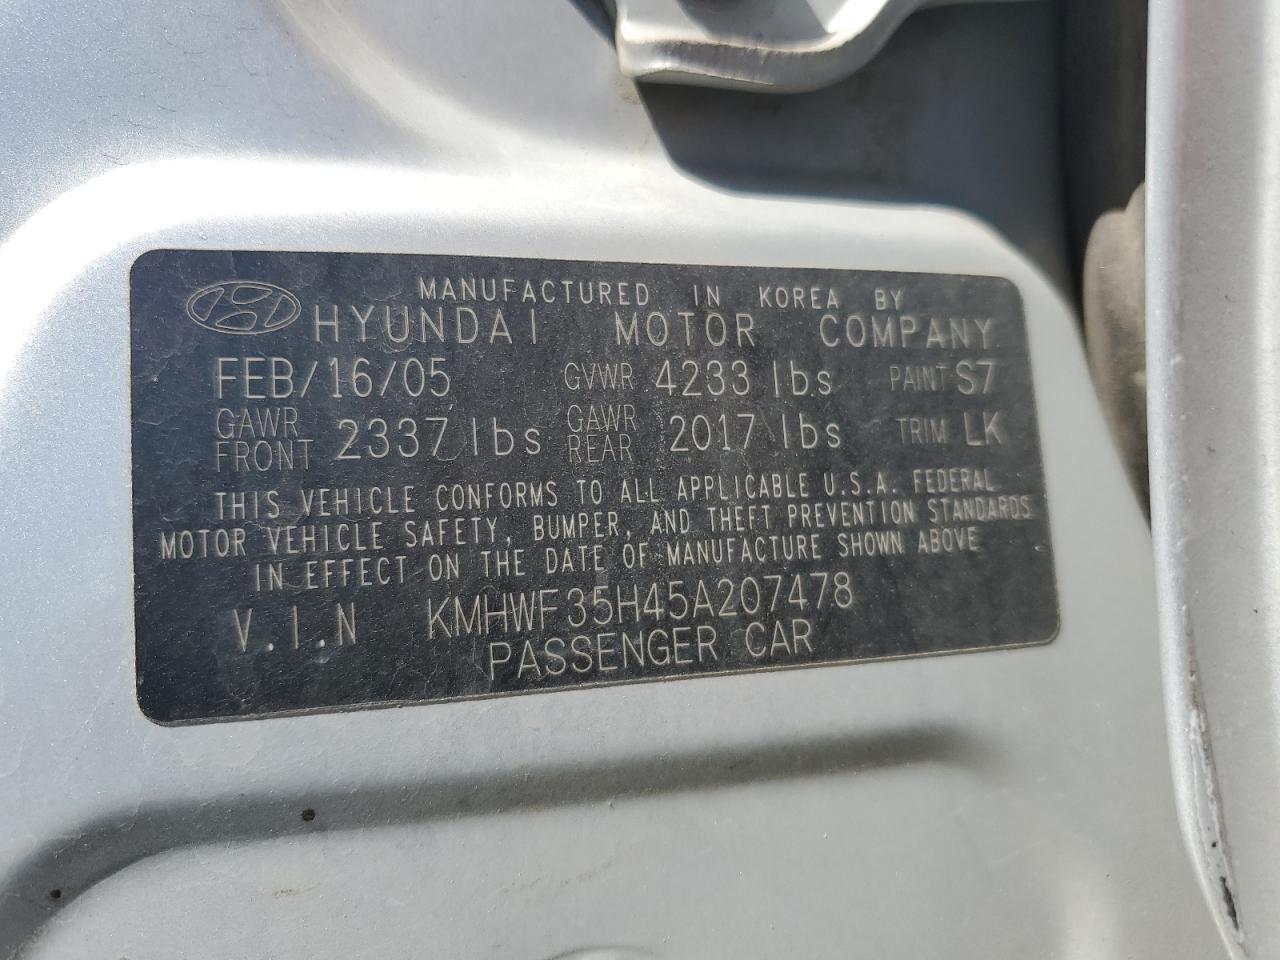 MANUFACTURED IN KOREA BY
HYUNDAI MOTOR COMPANY
FEB/16/05 GVWR 4233 lbs PAINT S7
GAWR FRONT 2337 lbs GAWR REAR 2017 lbs TRIM LK
THIS VEHICLE CONFORMS TO ALL APPLICABLE U.S.A. FEDERAL
MOTOR VEHICLE SAFETY, BUMPER, AND THEFT PREVENTION STANDARDS
IN EFFECT ON THE DATE OF MANUFACTURE SHOWN ABOVE
V.I.N KMHWF35H45A207478
PASSENGER CAR